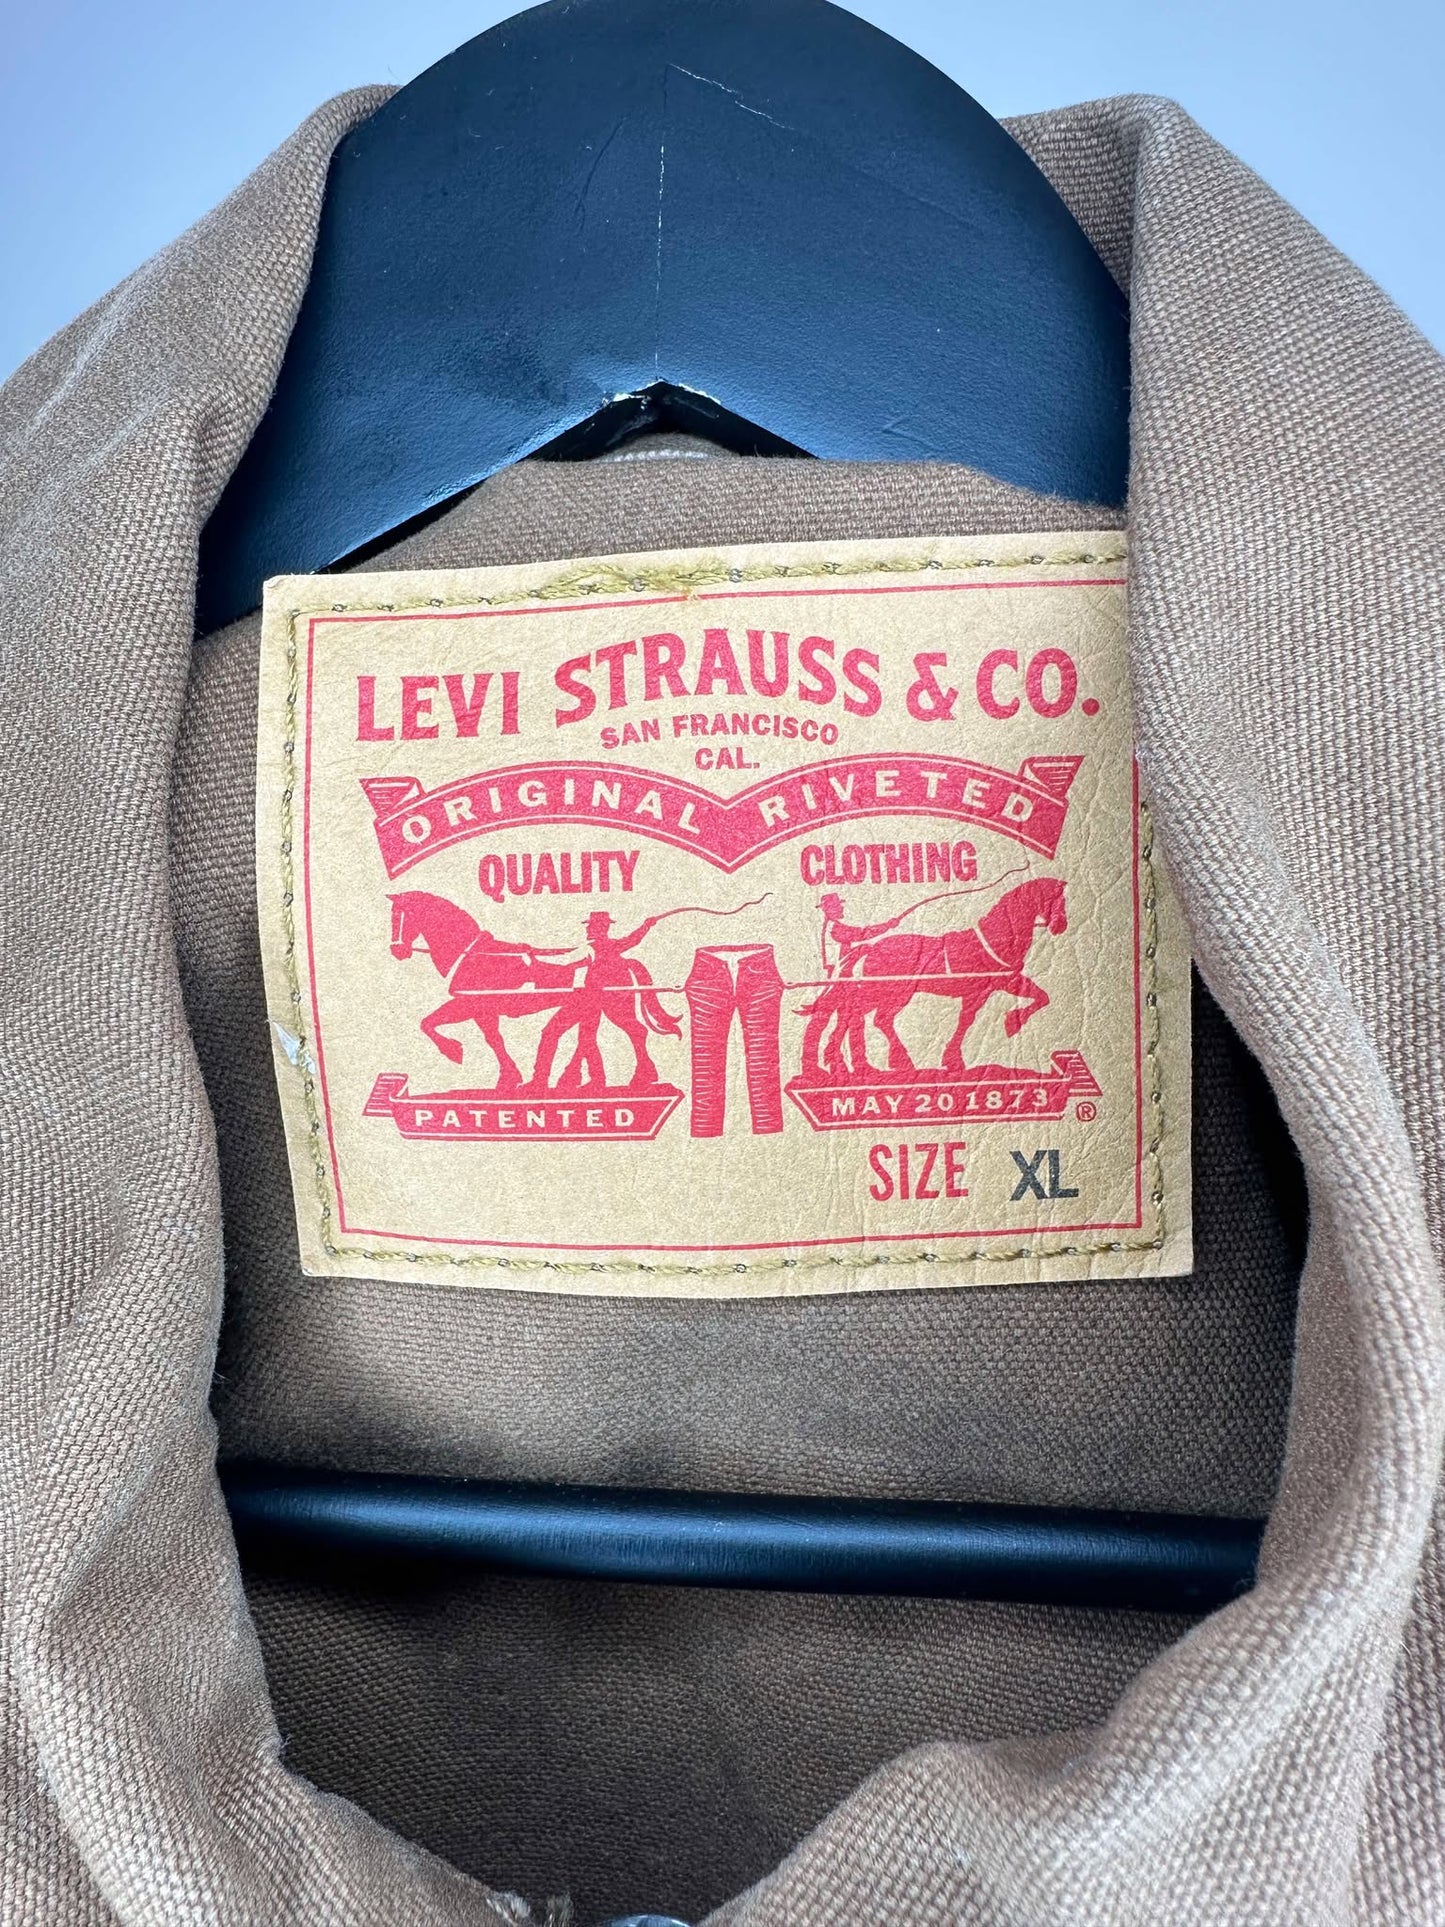 LEVI STRAUSS & CO.
SAN FRANCISCO
CAL.
ORIGINAL RIVETED
QUALITY CLOTHING
PATENTED MAY 20 1873 ®
SIZE XL